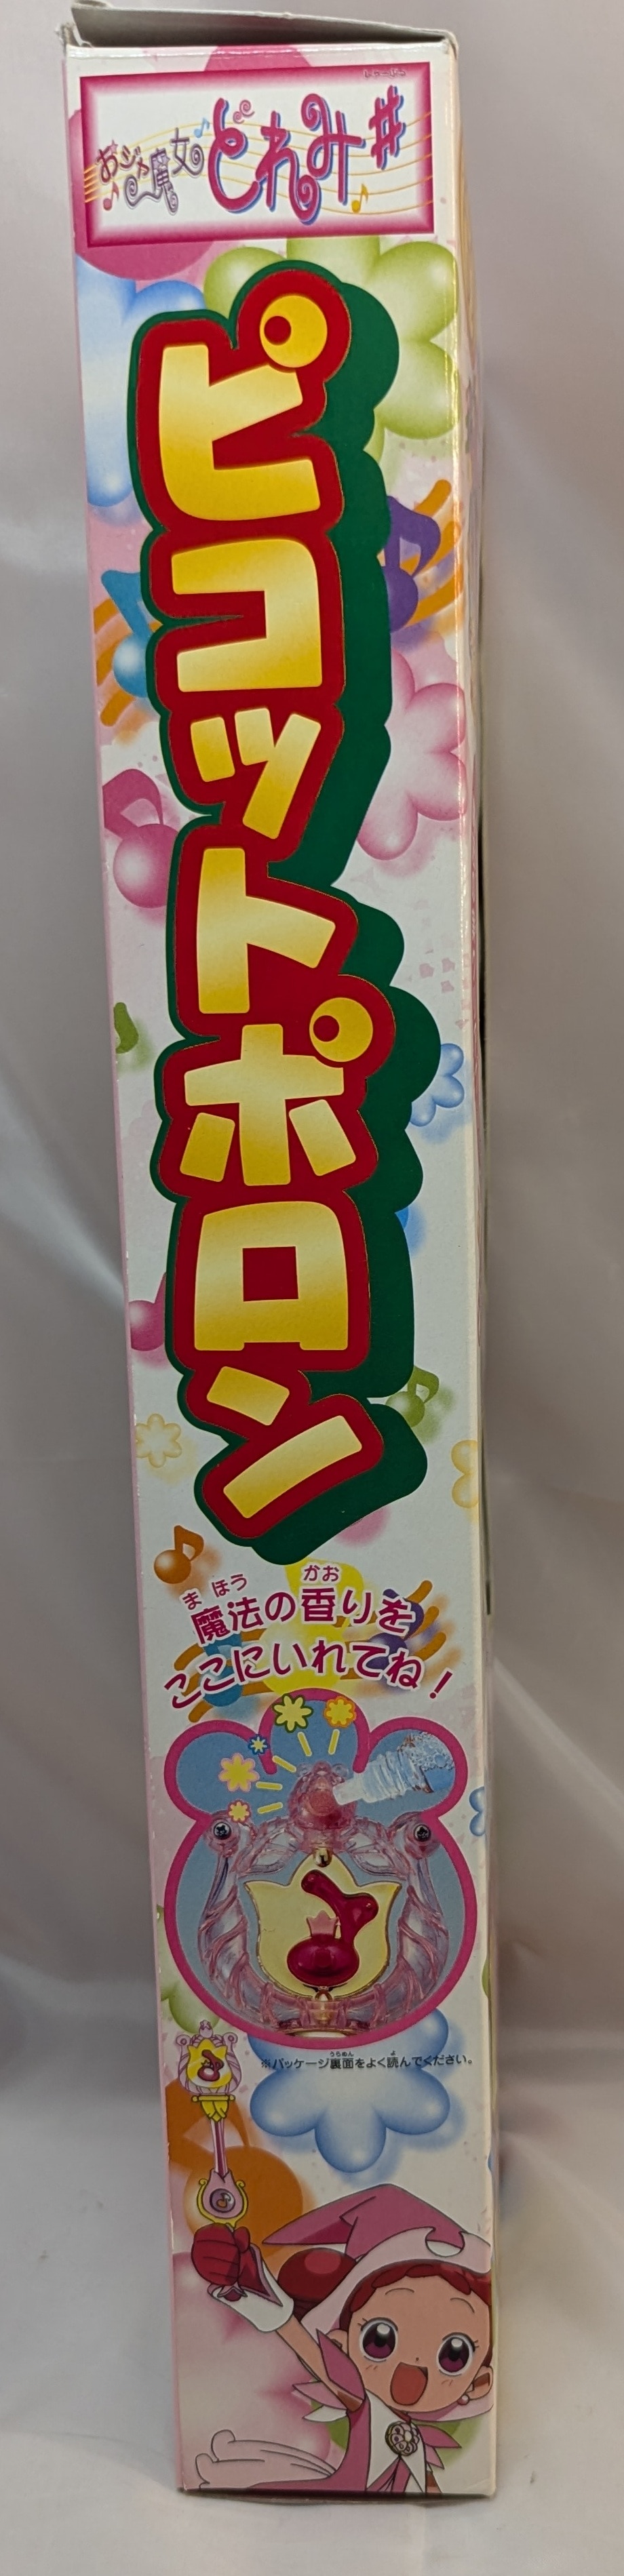 おジャ魔女どれみ#
ピコットポロン
魔法の香りを
ここにいれてね!
※パッケージ裏面をよく読んでください。